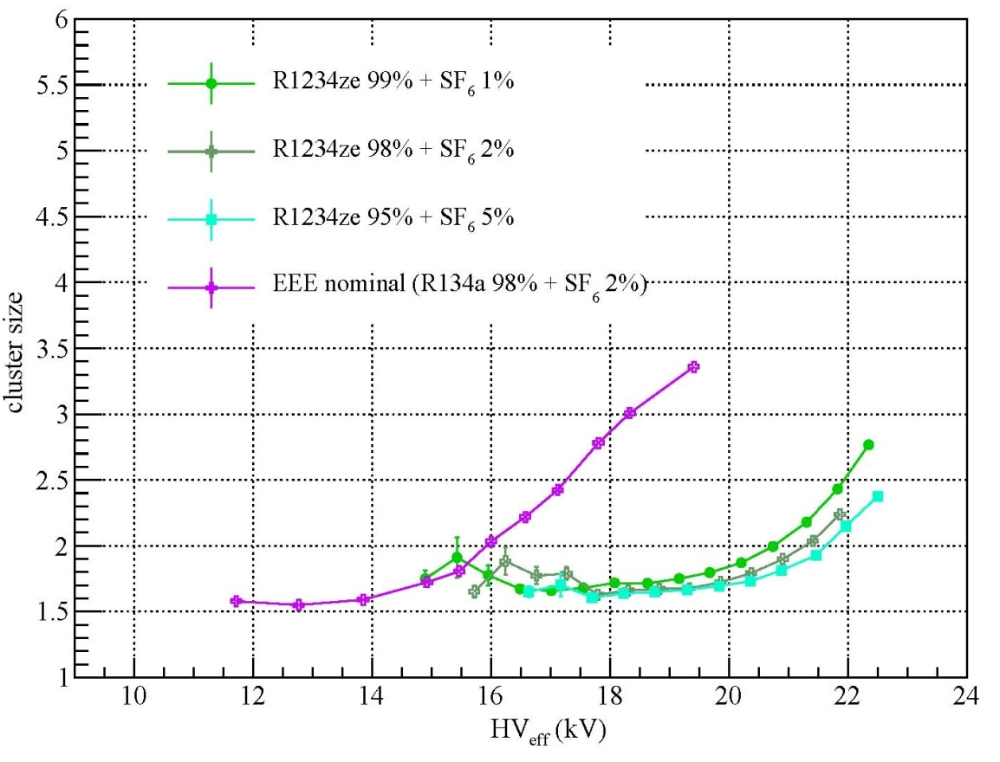 6
5.5
5
4.5
4
3.5
3
2.5
2
1.5
1
cluster size
R1234ze 99% + SF₆ 1%
R1234ze 98% + SF₆ 2%
R1234ze 95% + SF₆ 5%
EEE nominal (R134a 98% + SF₆ 2%)
10 12 14 16 18 20 22 24
HV_eff (kV)